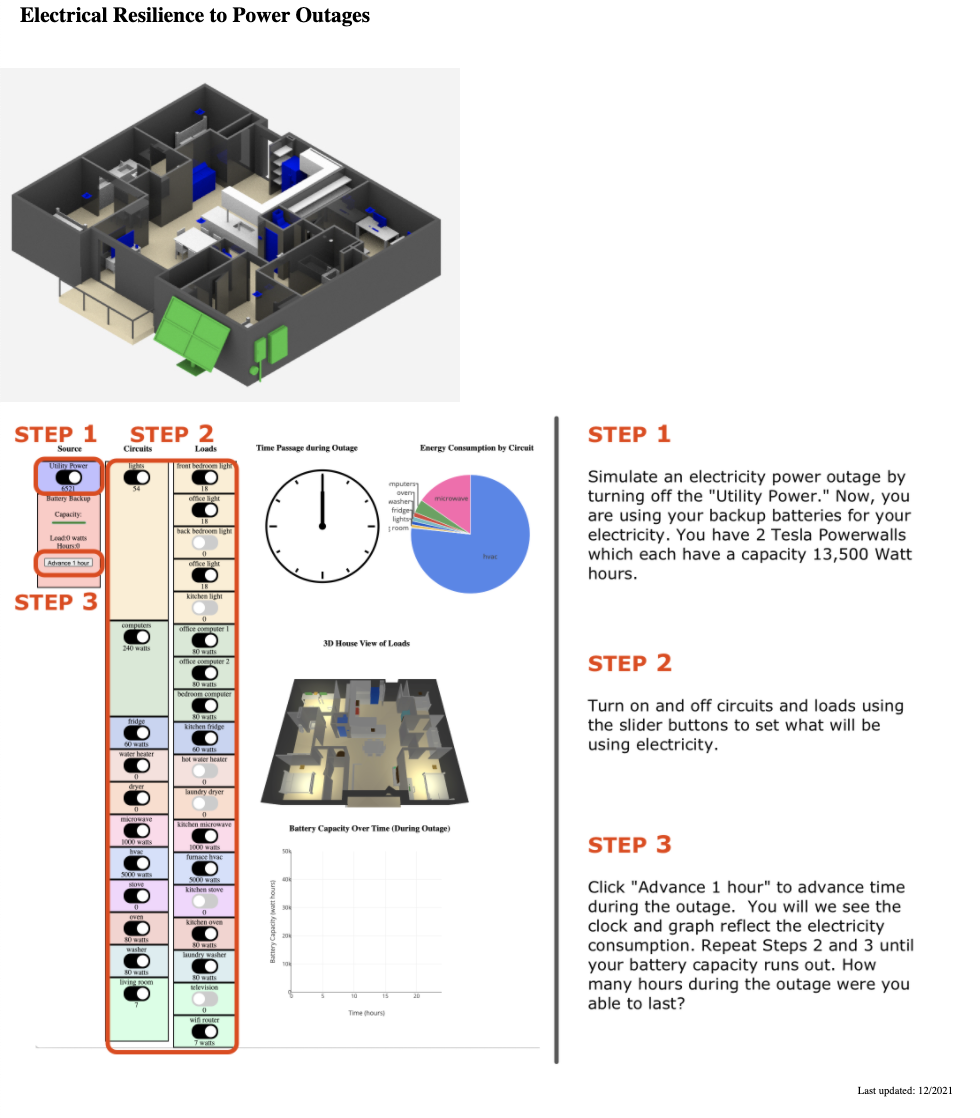 Electrical Resilience to Power Outages
STEP 1
STEP 2
Source
Circuits
Loads
Utility Power
6521
Battery Backup
Capacity:
Load:0 watts
Hours:0
Advance 1 hour
STEP 3
lights
54
computers
240 watts
fridge
60 watts
water heater
0
dryer
0
microwave
1000 watts
hvac
5000 watts
stove
0
oven
80 watts
washer
80 watts
living room
7
front bedroom light
18
office light
18
back bedroom light
0
office light
18
kitchen light
0
office computer 1
80 watts
office computer 2
80 watts
bedroom computer
80 watts
kitchen fridge
60 watts
hot water heater
0
laundry dryer
0
kitchen microwave
1000 watts
furnace hvac
5000 watts
kitchen stove
0
kitchen oven
80 watts
laundry washer
80 watts
television
0
wifi router
7 watts
Time Passage during Outage
Energy Consumption by Circuit
mputers
oven
washer
fridge
lights
room
microwave
hvac
3D House View of Loads
Battery Capacity Over Time (During Outage)
Battery Capacity (watt hours)
50k
40k
30k
20k
10k
0
0 5 10 15 20
Time (hours)
STEP 1
Simulate an electricity power outage by
turning off the "Utility Power." Now, you
are using your backup batteries for your
electricity. You have 2 Tesla Powerwalls
which each have a capacity 13,500 Watt
hours.
STEP 2
Turn on and off circuits and loads using
the slider buttons to set what will be
using electricity.
STEP 3
Click "Advance 1 hour" to advance time
during the outage. You will we see the
clock and graph reflect the electricity
consumption. Repeat Steps 2 and 3 until
your battery capacity runs out. How
many hours during the outage were you
able to last?
Last updated: 12/2021